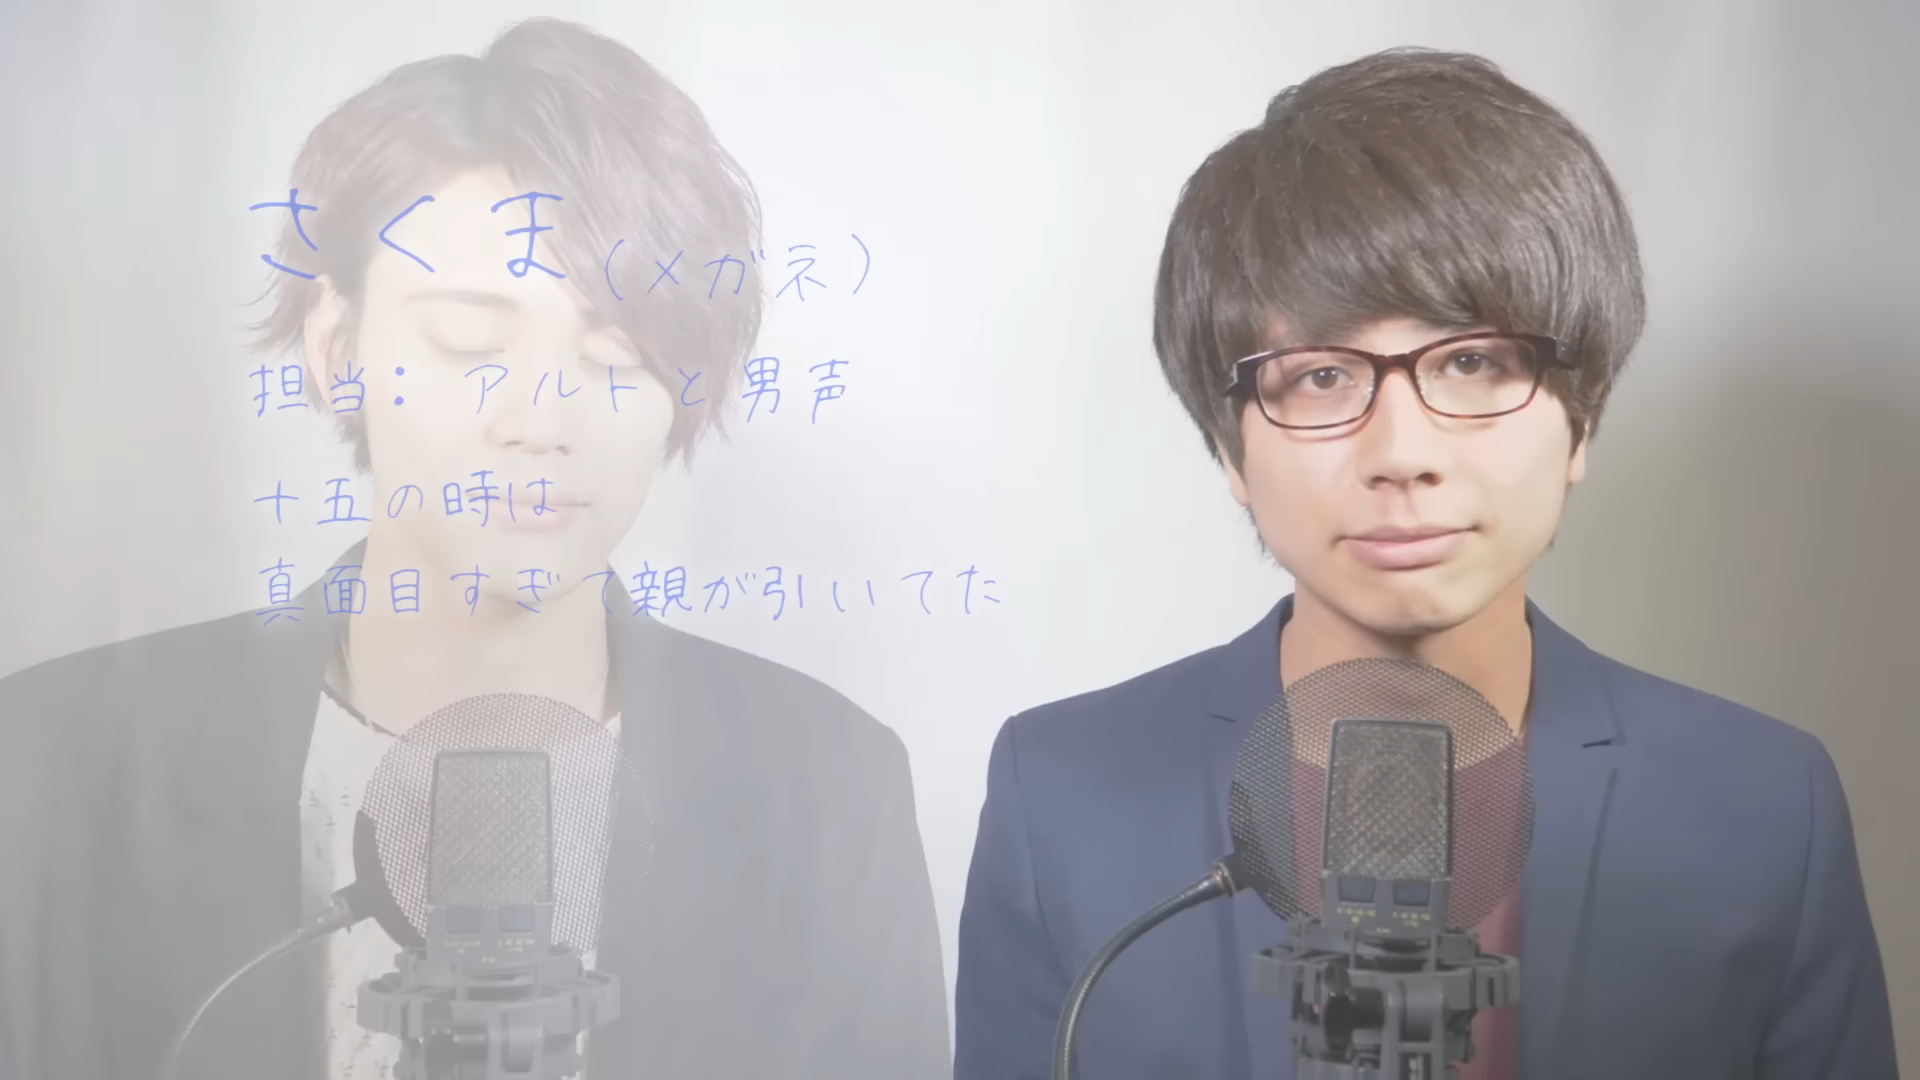 さくま(メガネ)
担当: アルトと男声
十五の時は
真面目すぎて親が引いてた